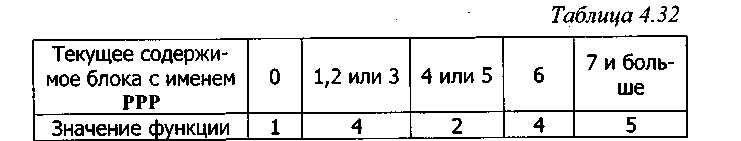 Таблица 4.32
Текущее содержи-
мое блока с именем
PPP
0
1,2 или 3
4 или 5
6
7 и боль-
ше
Значение функции
1
4
2
4
5